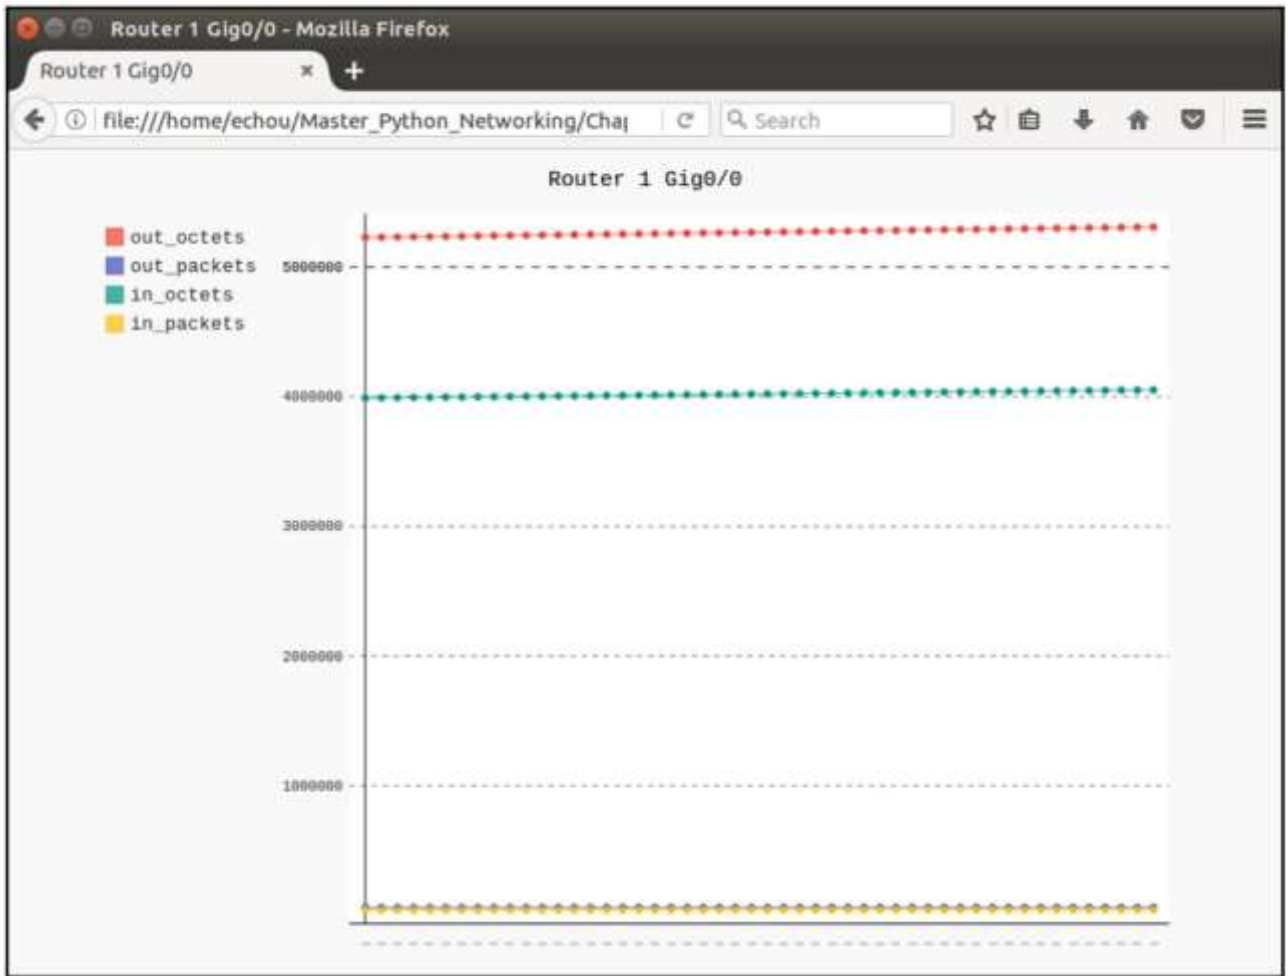 Router 1 Gig0/0 - Mozilla Firefox
Router 1 Gig0/0
file:///home/echou/Master_Python_Networking/Cha
Search
Router 1 Gig0/0
out_octets
out_packets
in_octets
in_packets
5000000
4000000
3000000
2000000
1000000